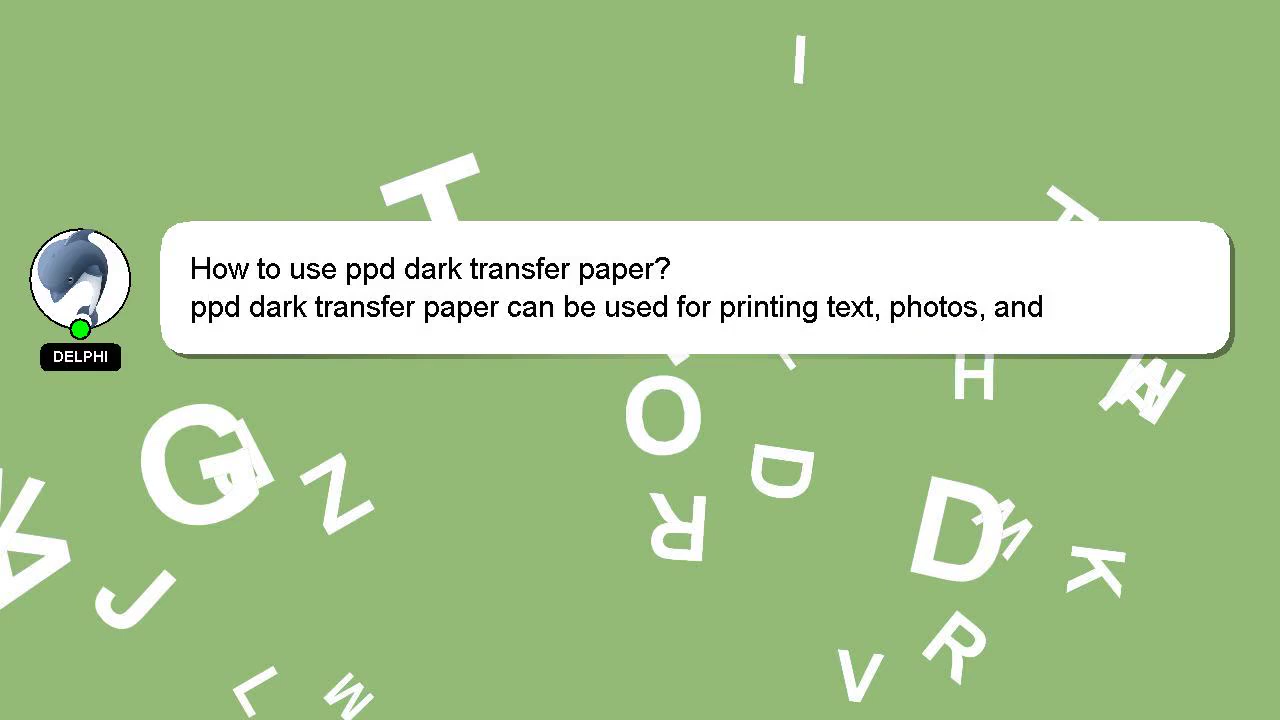 I
T
T
How to use ppd dark transfer paper?
ppd dark transfer paper can be used for printing text, photos, and
DELPHI
H
O
G
N
D
R
D
M
K
J
R
V
L
M